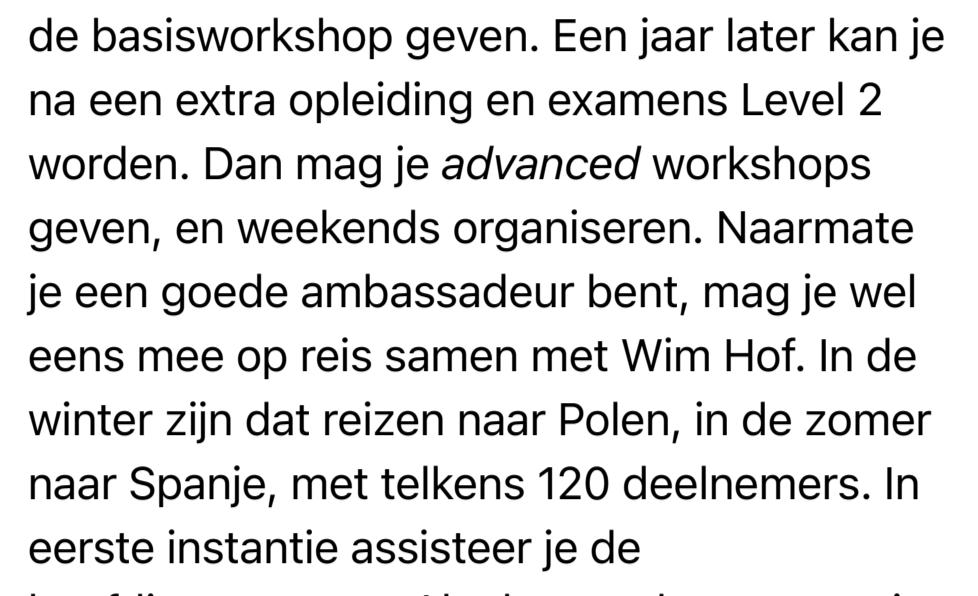 de basisworkshop geven. Een jaar later kan je
na een extra opleiding en examens Level 2
worden. Dan mag je advanced workshops
geven, en weekends organiseren. Naarmate
je een goede ambassadeur bent, mag je wel
eens mee op reis samen met Wim Hof. In de
winter zijn dat reizen naar Polen, in de zomer
naar Spanje, met telkens 120 deelnemers. In
eerste instantie assisteer je de